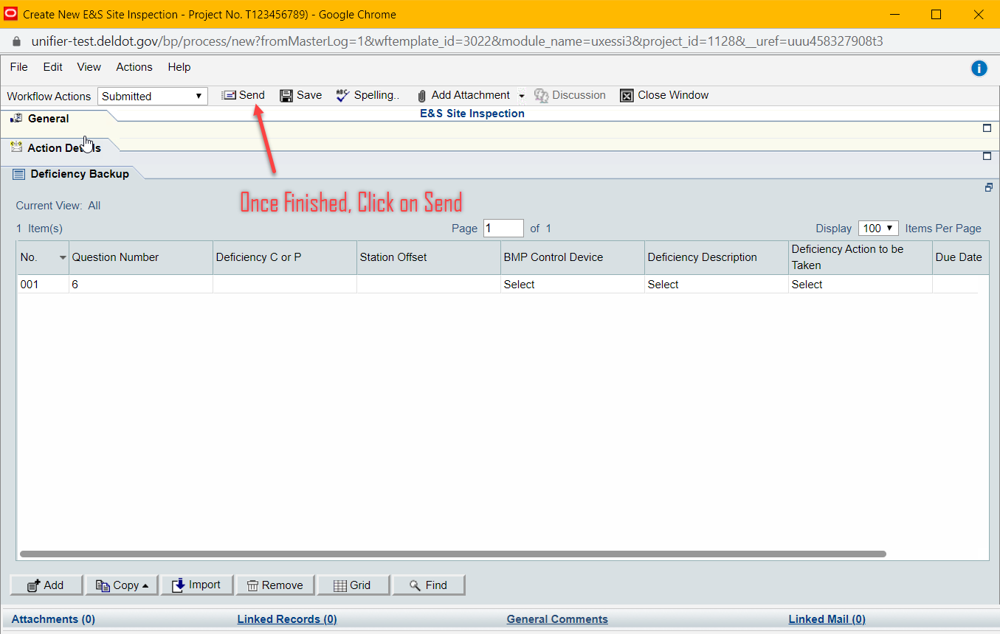 Create New E&S Site Inspection - Project No. T123456789) - Google Chrome
unifier-test.deldot.gov/bp/process/new?fromMasterLog=1&wftemplate_id=3022&module_name=uxessi3&project_id=1128&__uref=uuu458327908t3
File Edit View Actions Help
Workflow Actions Submitted Send Save ABC Spelling.. Add Attachment Discussion Close Window
E&S Site Inspection
General
Action Details
Deficiency Backup
Once Finished, Click on Send
Current View: All
1 Item(s) Page 1 of 1 Display 100 Items Per Page
No. Question Number Deficiency C or P Station Offset BMP Control Device Deficiency Description Deficiency Action to be Taken Due Date
001 6 Select Select Select
Add Copy Import Remove Grid Find
Attachments (0) Linked Records (0) General Comments Linked Mail (0)